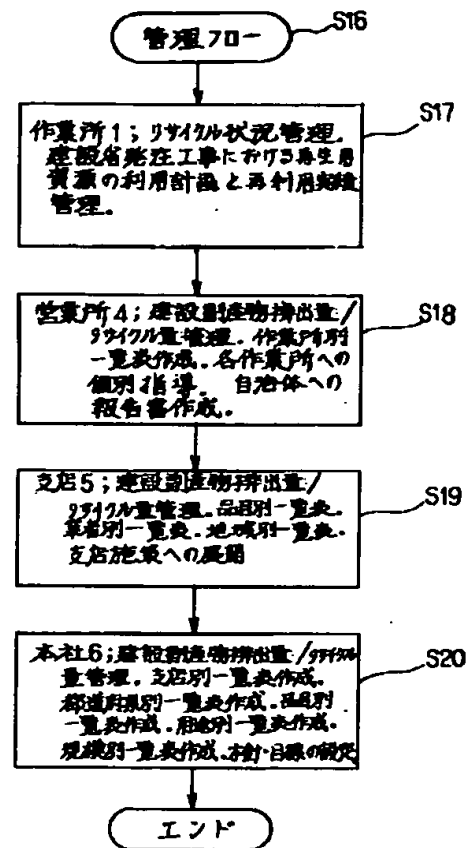 管理フロー
S16
作業所1;リサイクル状況管理.
建設省発注工事における再生用
資源の利用計画と再利用実績
管理。
S17
営業所4;建設副産物排出量/
リサイクル量管理.作業所別
一覧表作成.各作業所への
個別指導.自治体への
報告書作成.
S18
支店5;建設副産物排出量/
リサイクル量管理.品目別一覧表.
業者別一覧表.地域別一覧表.
支店施策への展開
S19
本社6;建設副産物排出量/リサイクル
量管理.支店別一覧表作成.
都道府県別一覧表作成.品目別
一覧表作成.用途別一覧表作成.
規模別一覧表作成.方針・目標の設定
S20
エンド